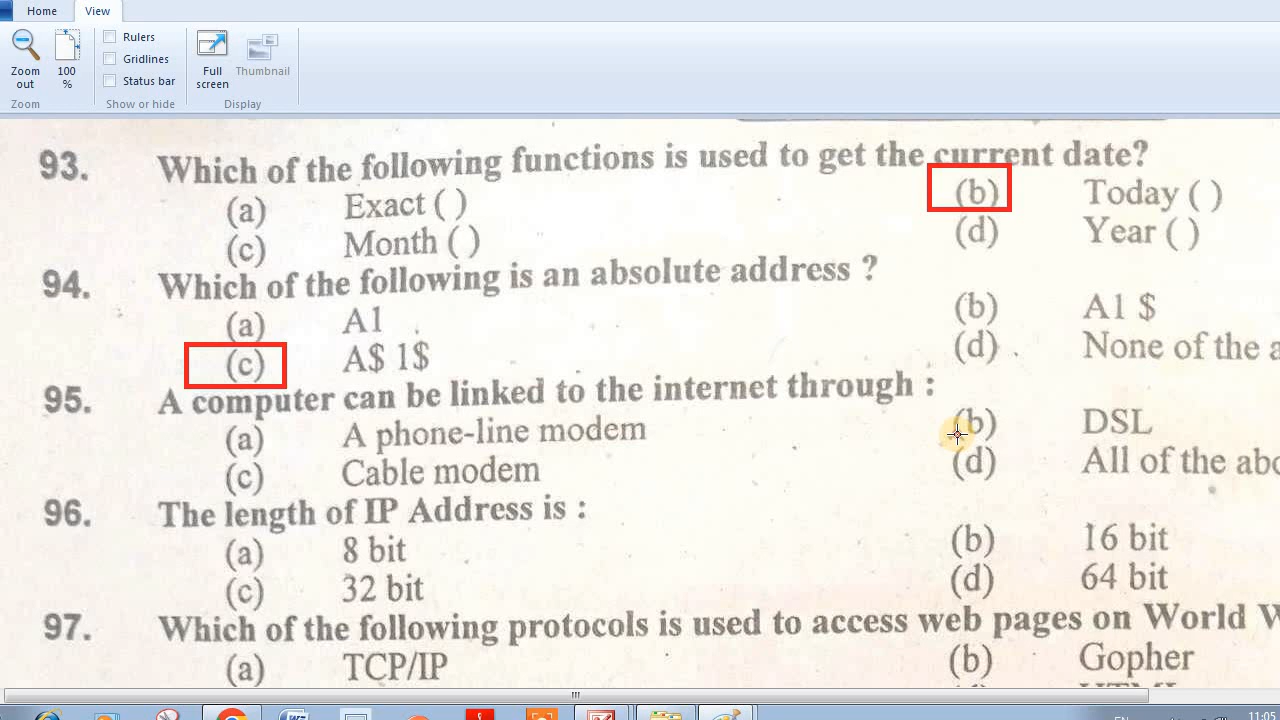 Home View
Zoom out
100 %
Rulers
Gridlines
Status bar
Full screen
Thumbnail
Zoom Show or hide Display
93. Which of the following functions is used to get the current date?
(a) Exact ( ) (b) Today ( )
(c) Month ( ) (d) Year ( )
94. Which of the following is an absolute address ?
(a) A1 (b) A1 $
(c) A$ 1$ (d) None of the a
95. A computer can be linked to the internet through :
(a) A phone-line modem (b) DSL
(c) Cable modem (d) All of the abo
96. The length of IP Address is :
(a) 8 bit (b) 16 bit
(c) 32 bit (d) 64 bit
97. Which of the following protocols is used to access web pages on World W
(a) TCP/IP (b) Gopher
EN 11:05